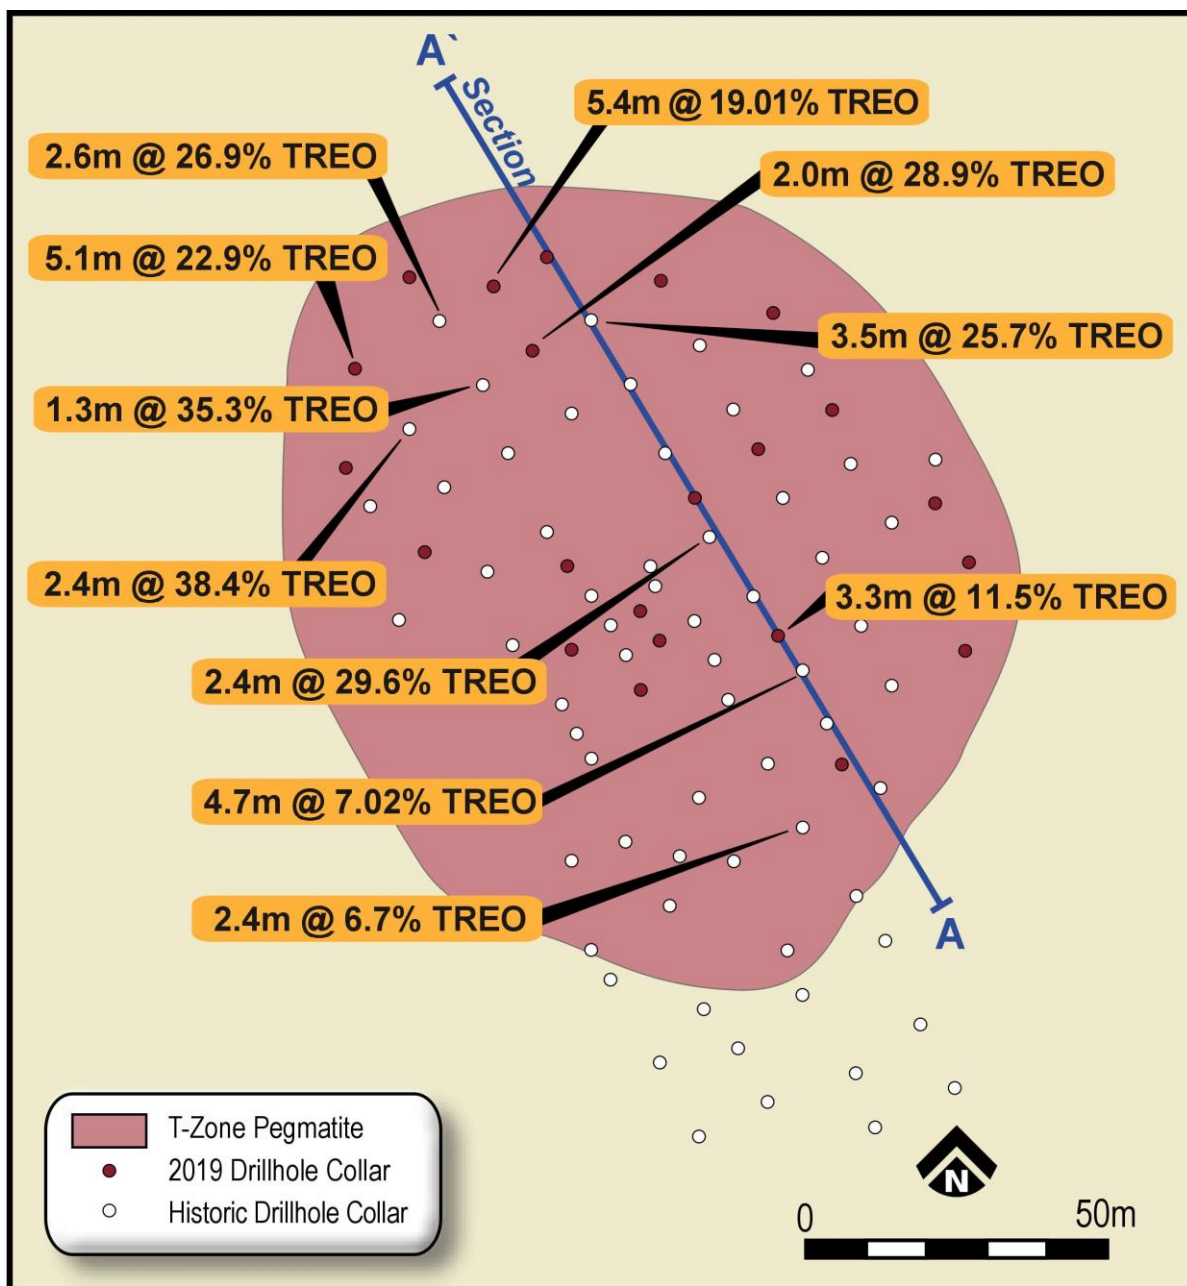 A`
Section
5.4m @ 19.01% TREO
2.6m @ 26.9% TREO
2.0m @ 28.9% TREO
5.1m @ 22.9% TREO
3.5m @ 25.7% TREO
1.3m @ 35.3% TREO
2.4m @ 38.4% TREO
3.3m @ 11.5% TREO
2.4m @ 29.6% TREO
4.7m @ 7.02% TREO
2.4m @ 6.7% TREO
A
T-Zone Pegmatite
2019 Drillhole Collar
Historic Drillhole Collar
N
0 50m